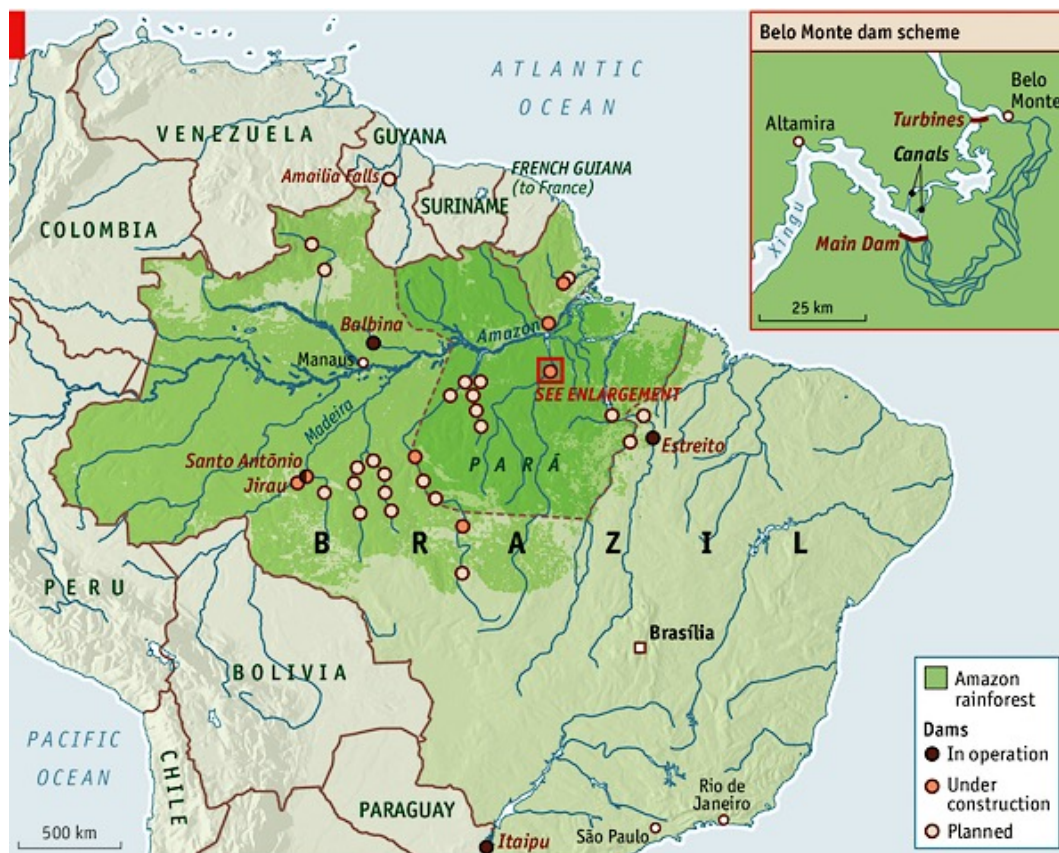 Belo Monte dam scheme
Belo
Monte
Turbines
Altamira
Canals
Xingu
Main Dam
25 km
ATLANTIC
OCEAN
VENEZUELA
GUYANA
Amailia Falls
FRENCH GUIANA
(to France)
SURINAME
COLOMBIA
Balbina
Amazon
Manaus
SEE ENLARGEMENT
Madeira
Santo Antônio
Jirau
PARÃ
Estreito
BRAZIL
PERU
BOLIVIA
Brasília
PACIFIC
OCEAN
CHILE
PARAGUAY
Rio de
Janeiro
São Paulo
Itaipu
500 km
Amazon
rainforest
Dams
In operation
Under
construction
Planned